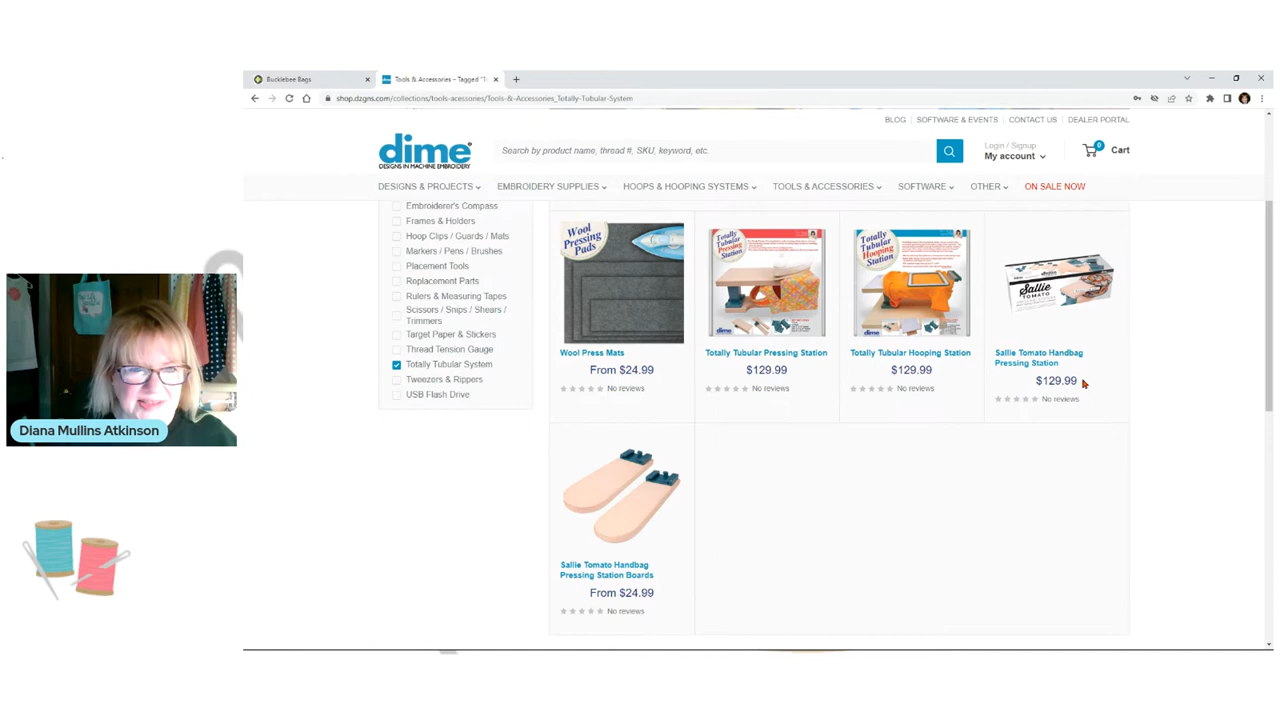 Bucklebee Bags
Tools & Accessories – Tagged "T
shop.dzgns.com/collections/tools-acessories/Tools-&-Accessories_Totally-Tubular-System
BLOG | SOFTWARE & EVENTS | CONTACT US | DEALER PORTAL
dime
DESIGNS IN MACHINE EMBROIDERY
Search by product name, thread #, SKU, keyword, etc.
Login / Signup
My account
0
Cart
DESIGNS & PROJECTS
EMBROIDERY SUPPLIES
HOOPS & HOOPING SYSTEMS
TOOLS & ACCESSORIES
SOFTWARE
OTHER
ON SALE NOW
Embroiderer's Compass
Frames & Holders
Hoop Clips / Guards / Mats
Markers / Pens / Brushes
Placement Tools
Replacement Parts
Rulers & Measuring Tapes
Scissors / Snips / Shears /
Trimmers
Target Paper & Stickers
Thread Tension Gauge
Totally Tubular System
Tweezers & Rippers
USB Flash Drive
Wool
Pressing
Pads
Wool Press Mats
From $24.99
No reviews
Totally
Tubular
Pressing
Station
dime
Totally Tubular Pressing Station
$129.99
No reviews
Totally
Tubular
Hooping
Station
dime
Totally Tubular Hooping Station
$129.99
No reviews
Sallie
TOMATO
Sallie Tomato Handbag
Pressing Station
$129.99
No reviews
Sallie Tomato Handbag
Pressing Station Boards
From $24.99
No reviews
Diana Mullins Atkinson